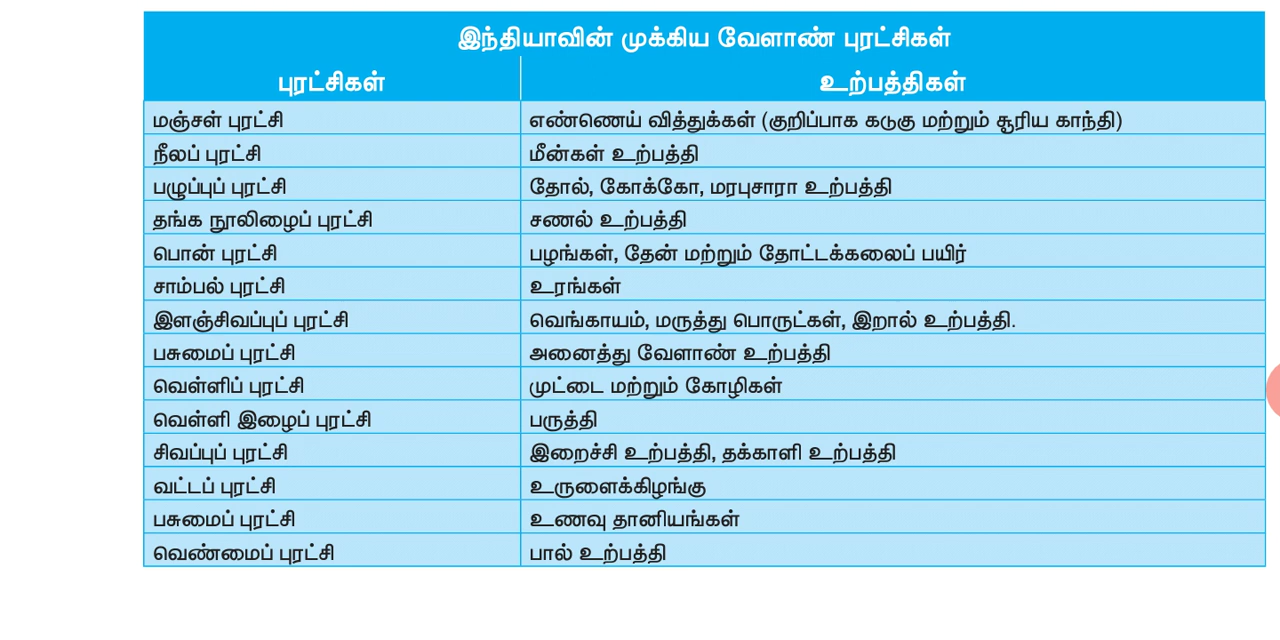 இந்தியாவின் முக்கிய வேளாண் புரட்சிகள்
புரட்சிகள் உற்பத்திகள்
மஞ்சள் புரட்சி எண்ணெய் வித்துக்கள் (குறிப்பாக கடுகு மற்றும் சூரிய காந்தி)
நீலப் புரட்சி மீன்கள் உற்பத்தி
பழுப்புப் புரட்சி தோல், கோக்கோ, மரபுசாரா உற்பத்தி
தங்க நூலிழைப் புரட்சி சணல் உற்பத்தி
பொன் புரட்சி பழங்கள், தேன் மற்றும் தோட்டக்கலைப் பயிர்
சாம்பல் புரட்சி உரங்கள்
இளஞ்சிவப்புப் புரட்சி வெங்காயம், மருத்து பொருட்கள், இறால் உற்பத்தி.
பசுமைப் புரட்சி அனைத்து வேளாண் உற்பத்தி
வெள்ளிப் புரட்சி முட்டை மற்றும் கோழிகள்
வெள்ளி இழைப் புரட்சி பருத்தி
சிவப்புப் புரட்சி இறைச்சி உற்பத்தி, தக்காளி உற்பத்தி
வட்டப் புரட்சி உருளைக்கிழங்கு
பசுமைப் புரட்சி உணவு தானியங்கள்
வெண்மைப் புரட்சி பால் உற்பத்தி